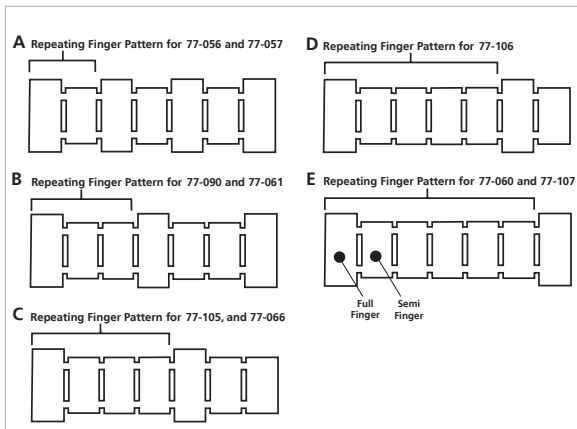 A Repeating Finger Pattern for 77-056 and 77-057
B Repeating Finger Pattern for 77-090 and 77-061
C Repeating Finger Pattern for 77-105, and 77-066
D Repeating Finger Pattern for 77-106
E Repeating Finger Pattern for 77-060 and 77-107
Full
Finger
Semi
Finger